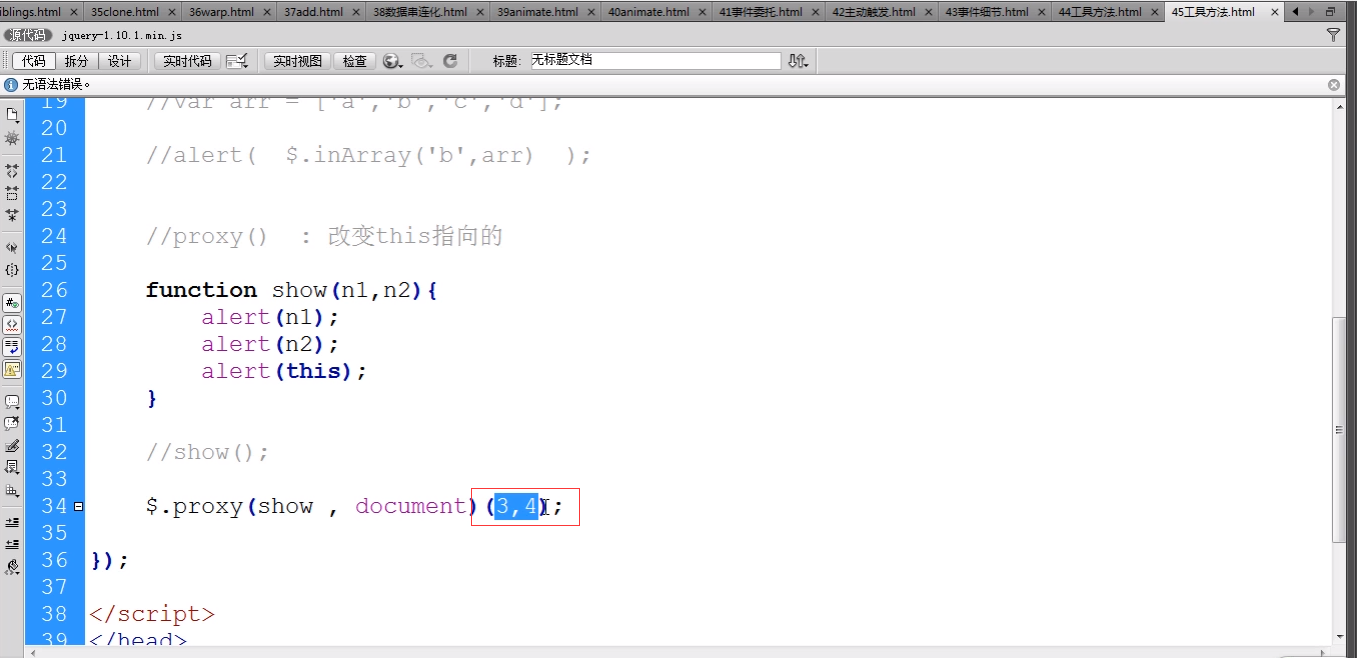 iblings.html × 35clone.html × 36warp.html × 37add.html × 38数据串连化.html × 39animate.html × 40animate.html × 41事件委托.html × 42主动触发.html × 43事件细节.html × 44工具方法.html × 45工具方法.html ×
源代码 jquery-1.10.1.min.js
代码 拆分 设计 实时代码 实时视图 检查 标题: 无标题文档
无语法错误。
19 //var arr = ['a','b','c','d'];
20
21 //alert( $.inArray('b',arr) );
22
23
24 //proxy() : 改变this指向的
25
26 function show(n1,n2){
27 alert(n1);
28 alert(n2);
29 alert(this);
30 }
31
32 //show();
33
34 $.proxy(show , document)(3,4);
35
36 });
37
38 </script>
39 </head>